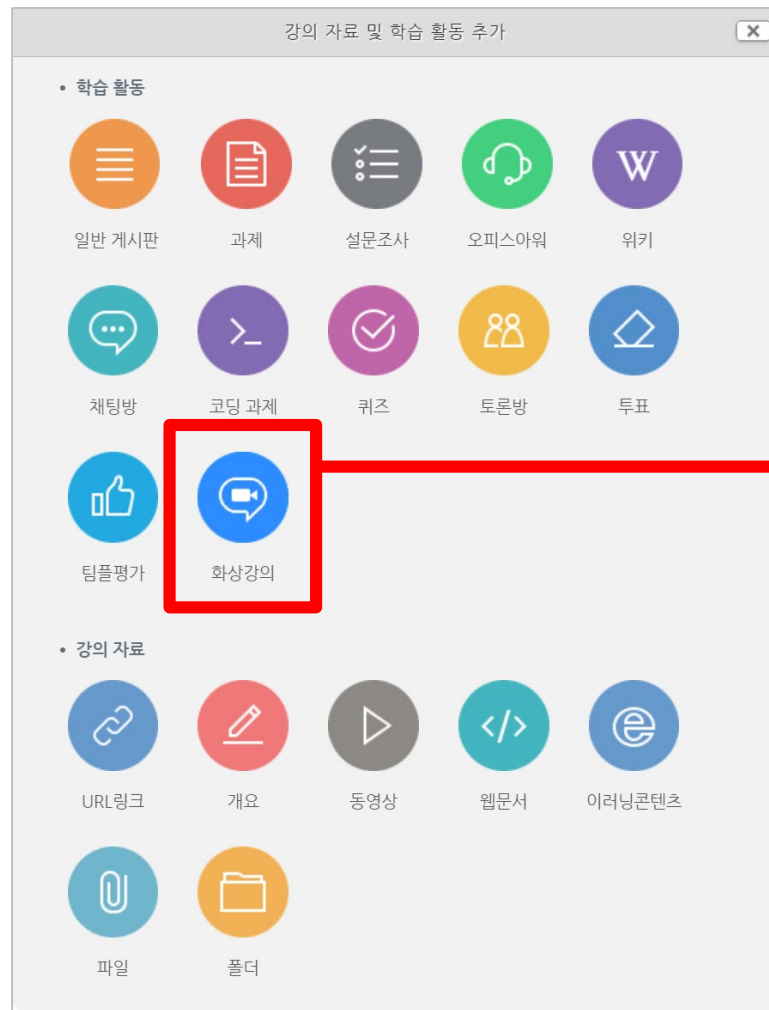 강의 자료 및 학습 활동 추가
• 학습 활동
W
일반 게시판 과제 설문조사 오피스아워 위키
>_
채팅방 코딩 과제 퀴즈 토론방 투표
팀플평가 화상강의
• 강의 자료
</> e
URL링크 개요 동영상 웹문서 이러닝콘텐츠
파일 폴더